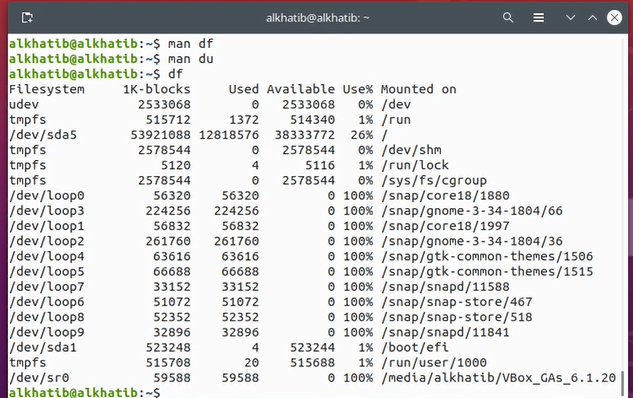 alkhatib@alkhatib: ~
alkhatib@alkhatib:~$ man df
alkhatib@alkhatib:~$ man du
alkhatib@alkhatib:~$ df
Filesystem     1K-blocks     Used Available Use% Mounted on
udev             2533068        0   2533068   0% /dev
tmpfs             515712     1372    514340   1% /run
/dev/sda5       53921088 12818576  38333772  26% /
tmpfs            2578544        0   2578544   0% /dev/shm
tmpfs               5120        4      5116   1% /run/lock
tmpfs            2578544        0   2578544   0% /sys/fs/cgroup
/dev/loop0         56320    56320         0 100% /snap/core18/1880
/dev/loop3        224256   224256         0 100% /snap/gnome-3-34-1804/66
/dev/loop1         56832    56832         0 100% /snap/core18/1997
/dev/loop2        261760   261760         0 100% /snap/gnome-3-34-1804/36
/dev/loop4         63616    63616         0 100% /snap/gtk-common-themes/1506
/dev/loop5         66688    66688         0 100% /snap/gtk-common-themes/1515
/dev/loop7         33152    33152         0 100% /snap/snapd/11588
/dev/loop6         51072    51072         0 100% /snap/snap-store/467
/dev/loop8         52352    52352         0 100% /snap/snap-store/518
/dev/loop9         32896    32896         0 100% /snap/snapd/11841
/dev/sda1         523248        4    523244   1% /boot/efi
tmpfs             515708       20    515688   1% /run/user/1000
/dev/sr0           59588    59588         0 100% /media/alkhatib/VBox_GAs_6.1.20
alkhatib@alkhatib:~$